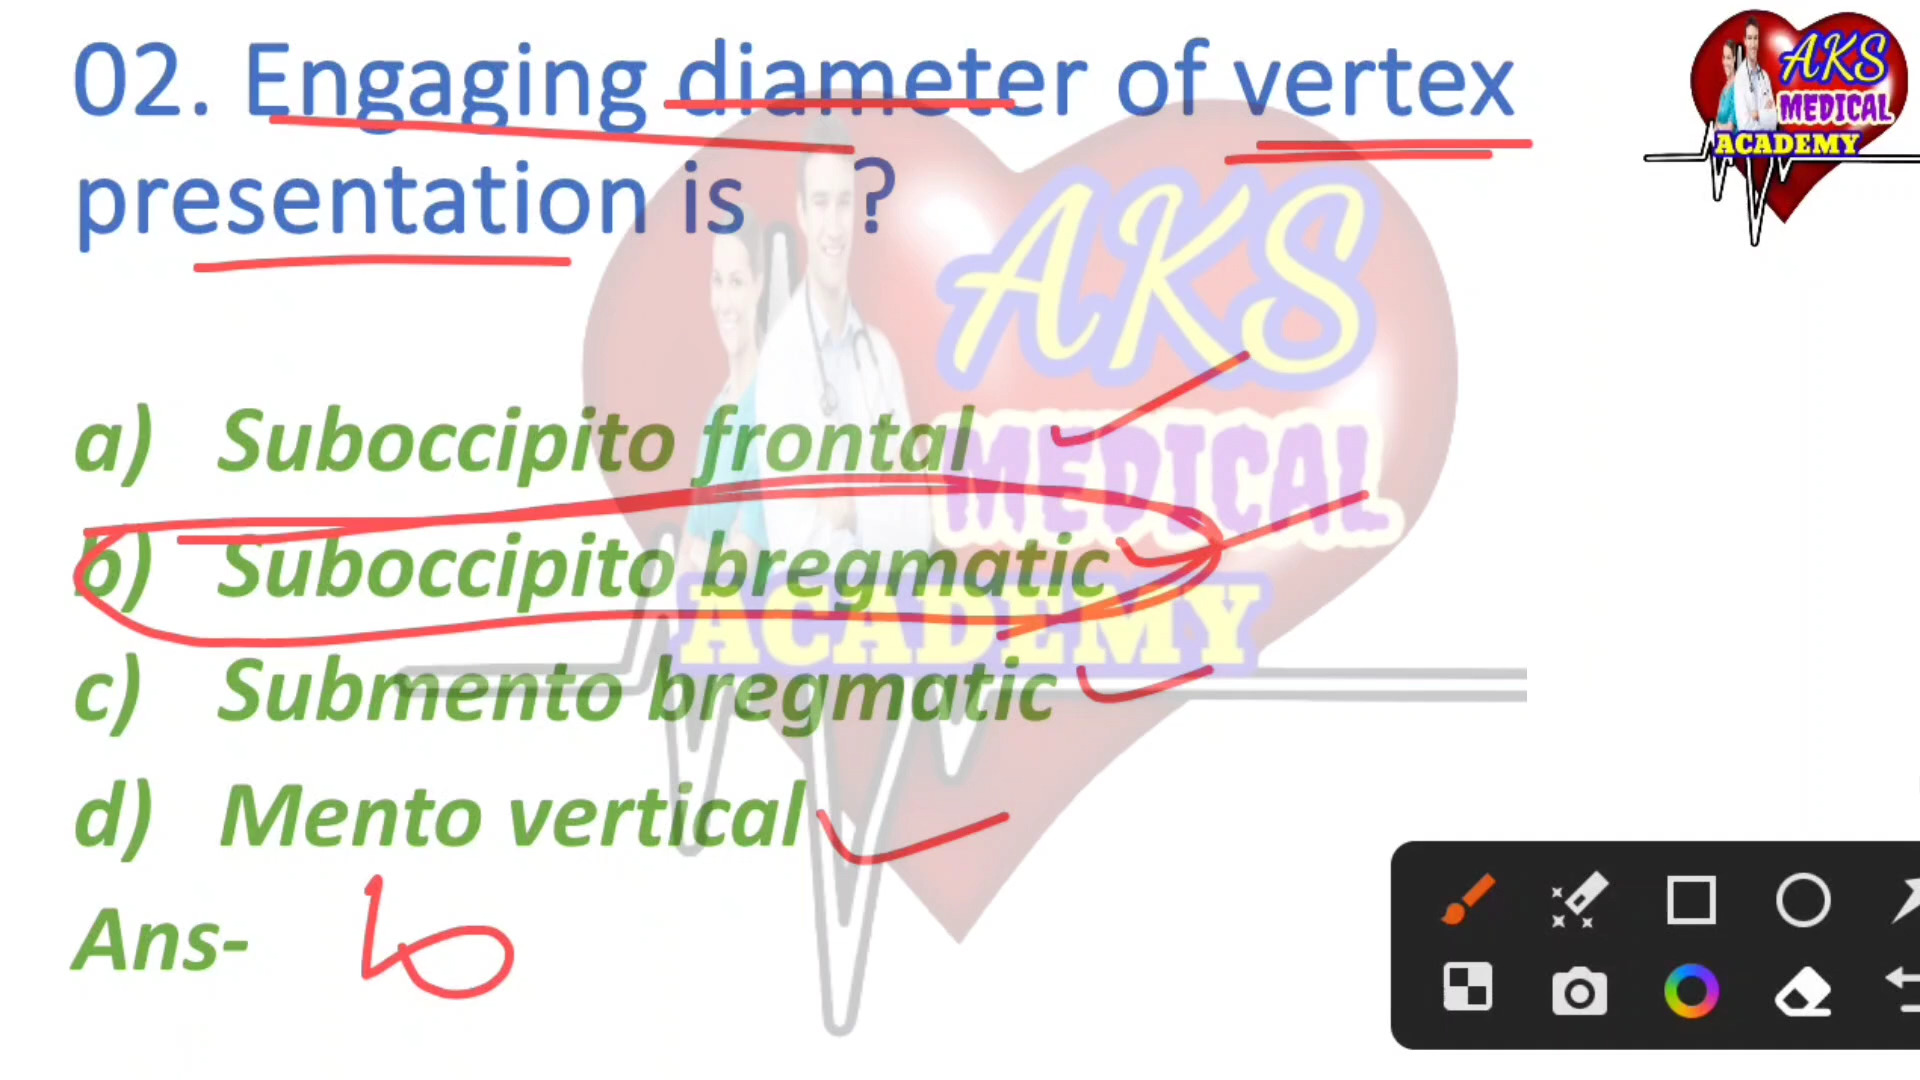 02. Engaging diameter of vertex
presentation is ?
a) Suboccipito frontal
b) Suboccipito bregmatic
c) Submento bregmatic
d) Mento vertical
Ans- b
AKS
MEDICAL
ACADEMY
AKS
MEDICAL
ACADEMY